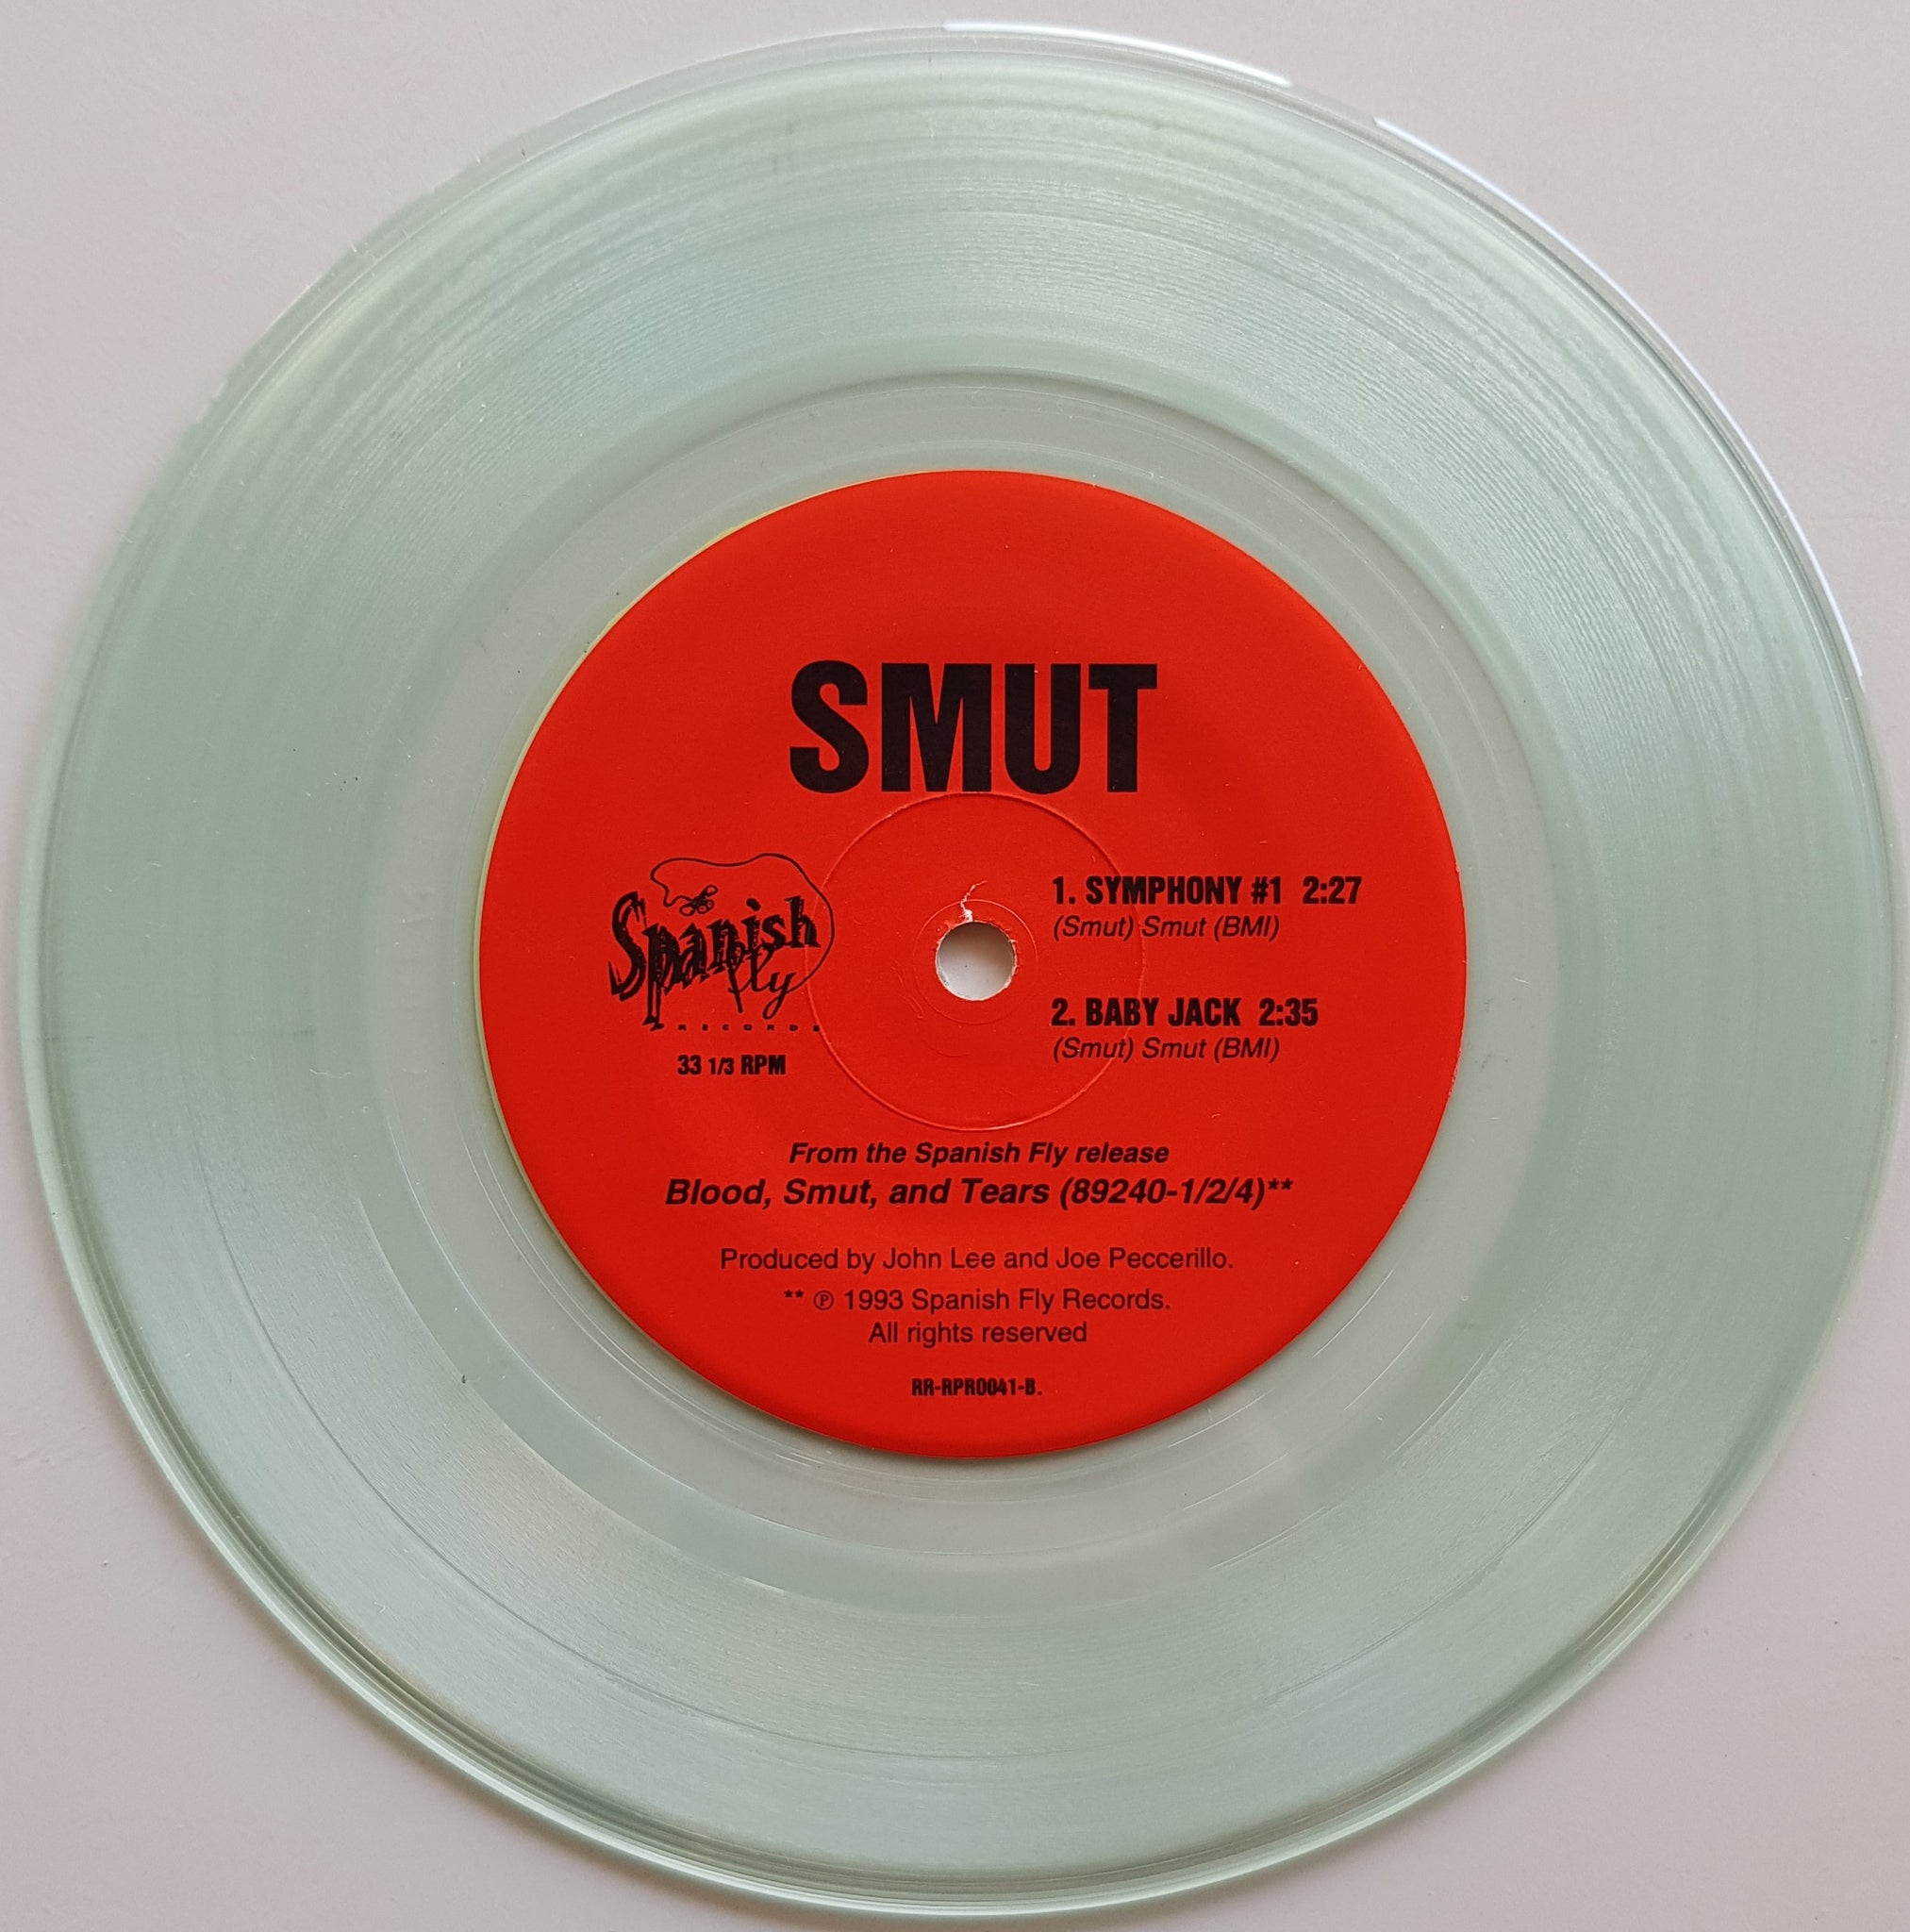 SMUT
Spanish
fly
RECORDS
33 1/3 RPM
1. SYMPHONY #1 2:27
(Smut) Smut (BMI)
2. BABY JACK 2:35
(Smut) Smut (BMI)
From the Spanish Fly release
Blood, Smut, and Tears (89240-1/2/4)**
Produced by John Lee and Joe Peccerillo.
** ℗ 1993 Spanish Fly Records.
All rights reserved
RR-RPRO041-B.